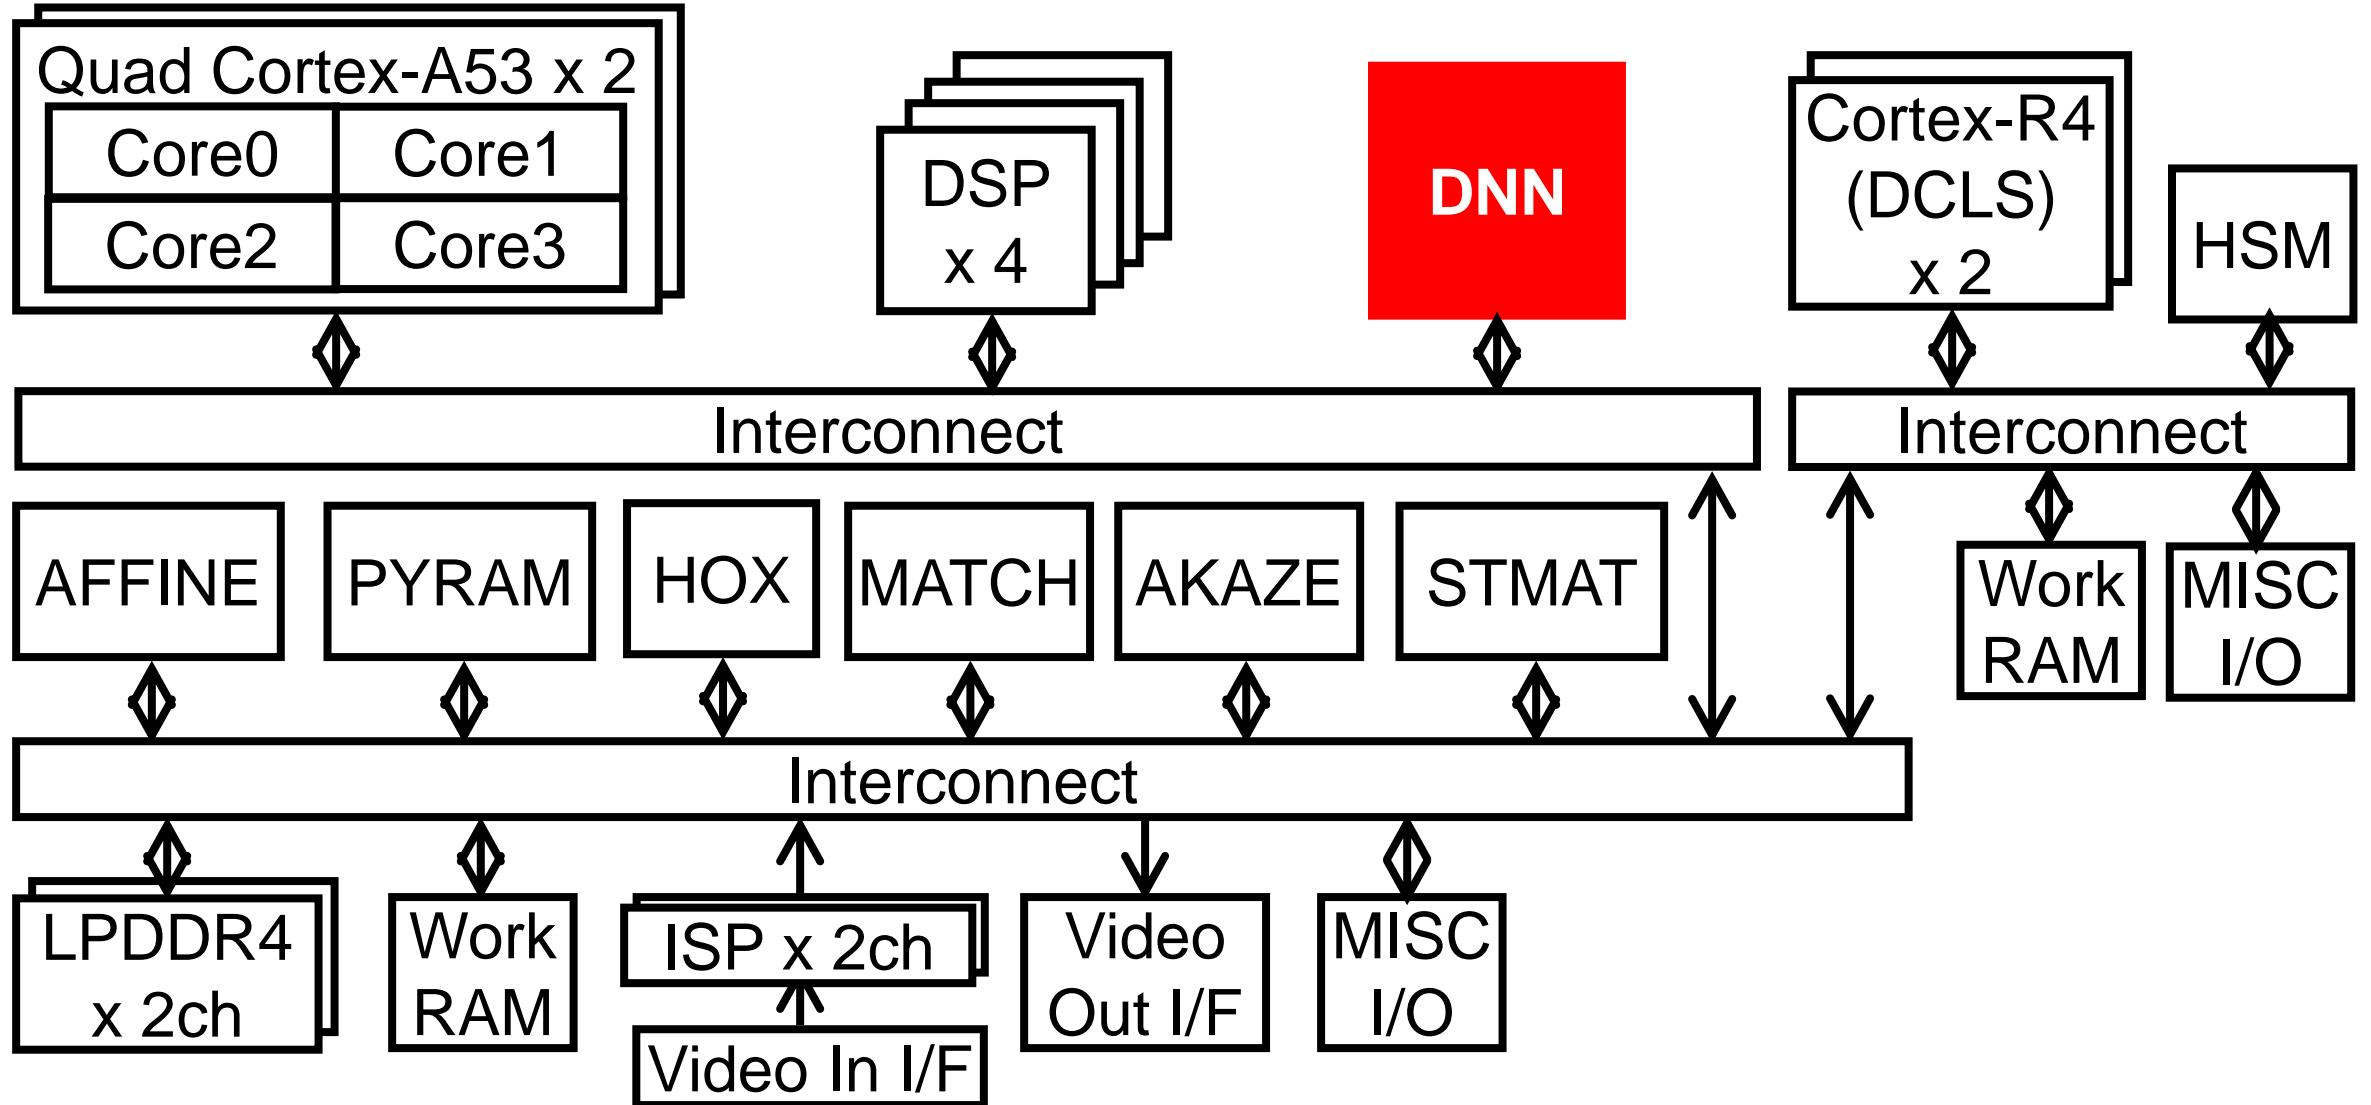 Quad Cortex-A53 x 2
Core0
Core1
Core2
Core3
DSP
x 4
DNN
Cortex-R4
(DCLS)
x 2
HSM
Interconnect
Interconnect
AFFINE
PYRAM
HOX
MATCH
AKAZE
STMAT
Work
RAM
MISC
I/O
Interconnect
LPDDR4
x 2ch
Work
RAM
ISP x 2ch
Video In I/F
Video
Out I/F
MISC
I/O